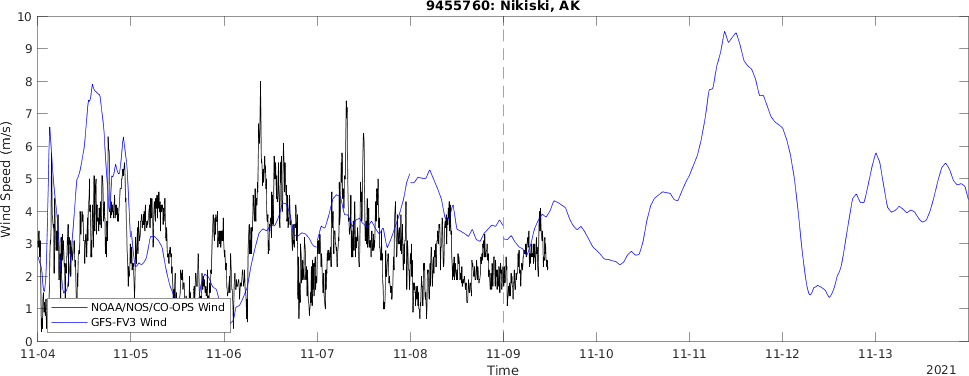 9455760: Nikiski, AK
Wind Speed (m/s)
10
9
8
7
6
5
4
3
2
1
0
NOAA/NOS/CO-OPS Wind
GFS-FV3 Wind
11-04 11-05 11-06 11-07 11-08 11-09 11-10 11-11 11-12 11-13
Time
2021